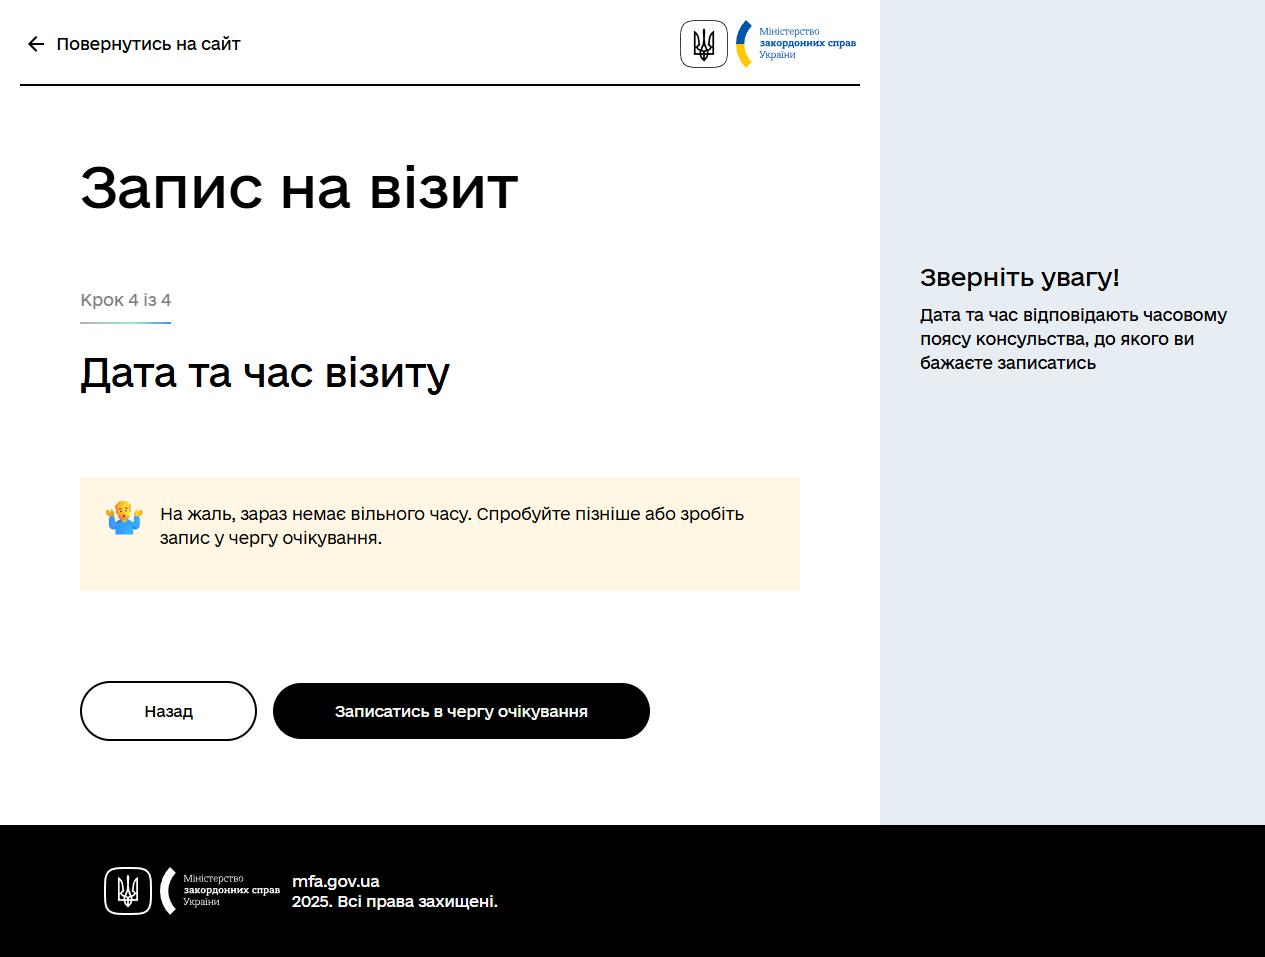 Повернутись на сайт
Міністерство
закордонних справ
України
Запис на візит
Крок 4 із 4
Дата та час візиту
На жаль, зараз немає вільного часу. Спробуйте пізніше або зробіть
запис у чергу очікування.
Назад
Записатись в чергу очікування
Зверніть увагу!
Дата та час відповідають часовому
поясу консульства, до якого ви
бажаєте записатись
Міністерство
закордонних справ
України
mfa.gov.ua
2025. Всі права захищені.